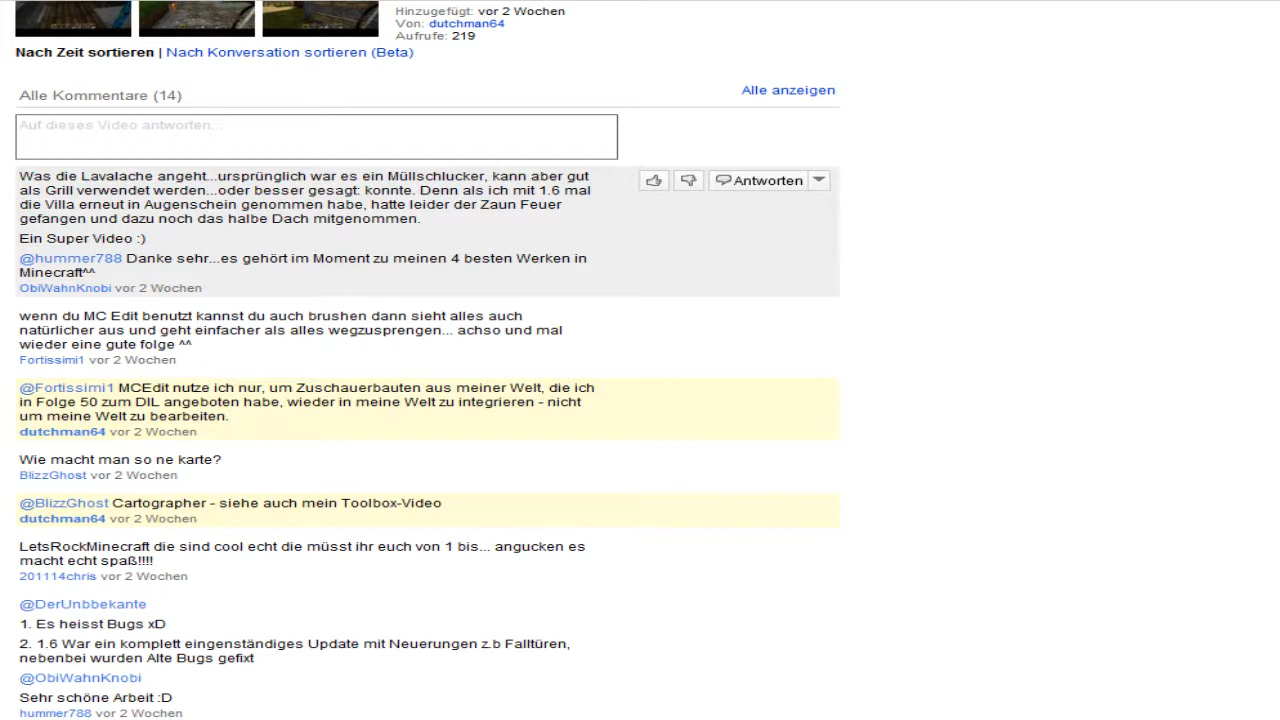 Hinzugefügt: vor 2 Wochen
Von: dutchman64
Aufrufe: 219
Nach Zeit sortieren | Nach Konversation sortieren (Beta)
Alle Kommentare (14)
Alle anzeigen
Auf dieses Video antworten...
Was die Lavalache angeht...ursprünglich war es ein Müllschlucker, kann aber gut
als Grill verwendet werden...oder besser gesagt: konnte. Denn als ich mit 1.6 mal
die Villa erneut in Augenschein genommen habe, hatte leider der Zaun Feuer
gefangen und dazu noch das halbe Dach mitgenommen.
Antworten
Ein Super Video :)
@hummer788 Danke sehr...es gehört im Moment zu meinen 4 besten Werken in
Minecraft^^
ObiWahnKnobi vor 2 Wochen
wenn du MC Edit benutzt kannst du auch brushen dann sieht alles auch
natürlicher aus und geht einfacher als alles wegzusprengen... achso und mal
wieder eine gute folge ^^
Fortissimi1 vor 2 Wochen
@Fortissimi1 MCEdit nutze ich nur, um Zuschauerbauten aus meiner Welt, die ich
in Folge 50 zum DIL angeboten habe, wieder in meine Welt zu integrieren - nicht
um meine Welt zu bearbeiten.
dutchman64 vor 2 Wochen
Wie macht man so ne karte?
BlizzGhost vor 2 Wochen
@BlizzGhost Cartographer - siehe auch mein Toolbox-Video
dutchman64 vor 2 Wochen
LetsRockMinecraft die sind cool echt die müsst ihr euch von 1 bis... angucken es
macht echt spaß!!!!
201114chris vor 2 Wochen
@DerUnbbekante
1. Es heisst Bugs xD
2. 1.6 War ein komplett eingenständiges Update mit Neuerungen z.b Falltüren,
nebenbei wurden Alte Bugs gefixt
@ObiWahnKnobi
Sehr schöne Arbeit :D
hummer788 vor 2 Wochen